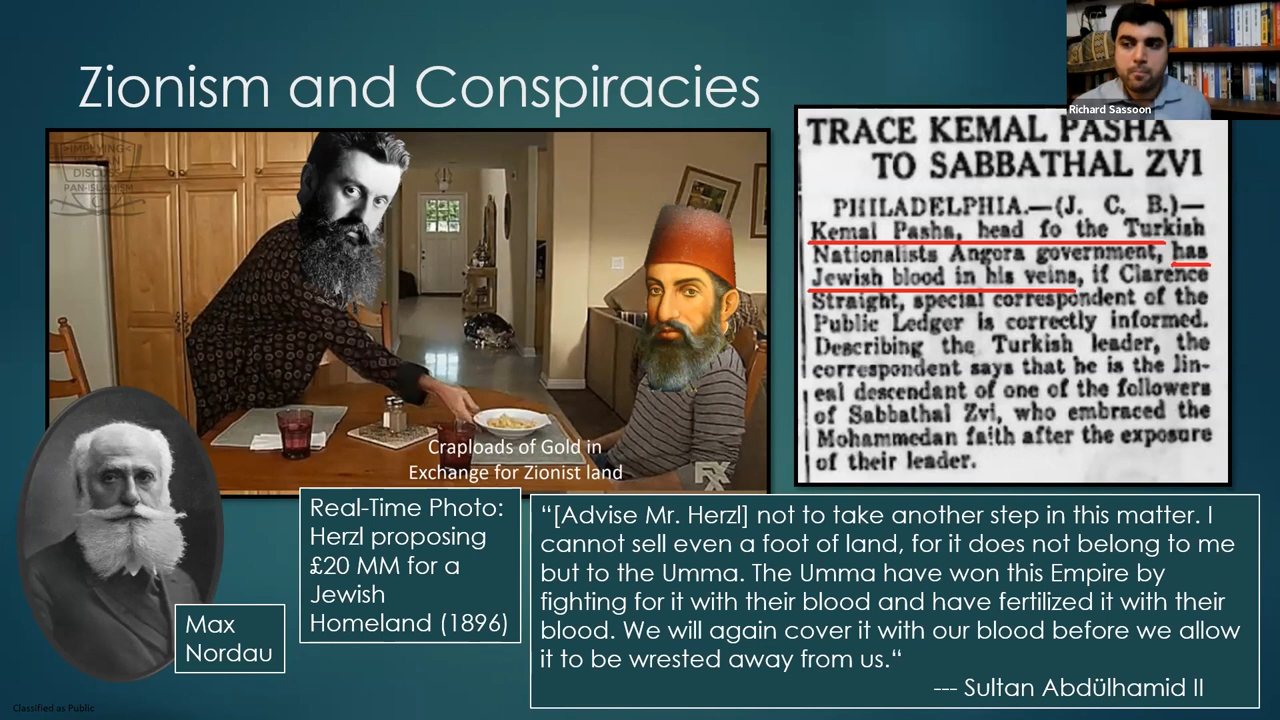 Zionism and Conspiracies
Richard Sassoon
>IMPLYING<
WE CAN
DISCUSS
PAN-ISLAMISM
Craploads of Gold in
Exchange for Zionist land
FX
TRACE KEMAL PASHA
TO SABBATHAL ZVI
PHILADELPHIA.—(J. C. B.)—
Kemal Pasha, head fo the Turkish
Nationalists Angora government, has
Jewish blood in his veins, if Clarence
Straight, special correspondent of the
Public Ledger is correctly informed.
Describing the Turkish leader, the
correspondent says that he is the lin-
eal descendant of one of the followers
of Sabbathal Zvi, who embraced the
Mohammedan faith after the exposure
of their leader.
Max
Nordau
Real-Time Photo:
Herzl proposing
£20 MM for a
Jewish
Homeland (1896)
“[Advise Mr. Herzl] not to take another step in this matter. I
cannot sell even a foot of land, for it does not belong to me
but to the Umma. The Umma have won this Empire by
fighting for it with their blood and have fertilized it with their
blood. We will again cover it with our blood before we allow
it to be wrested away from us.“
--- Sultan Abdülhamid II
Classified as Public